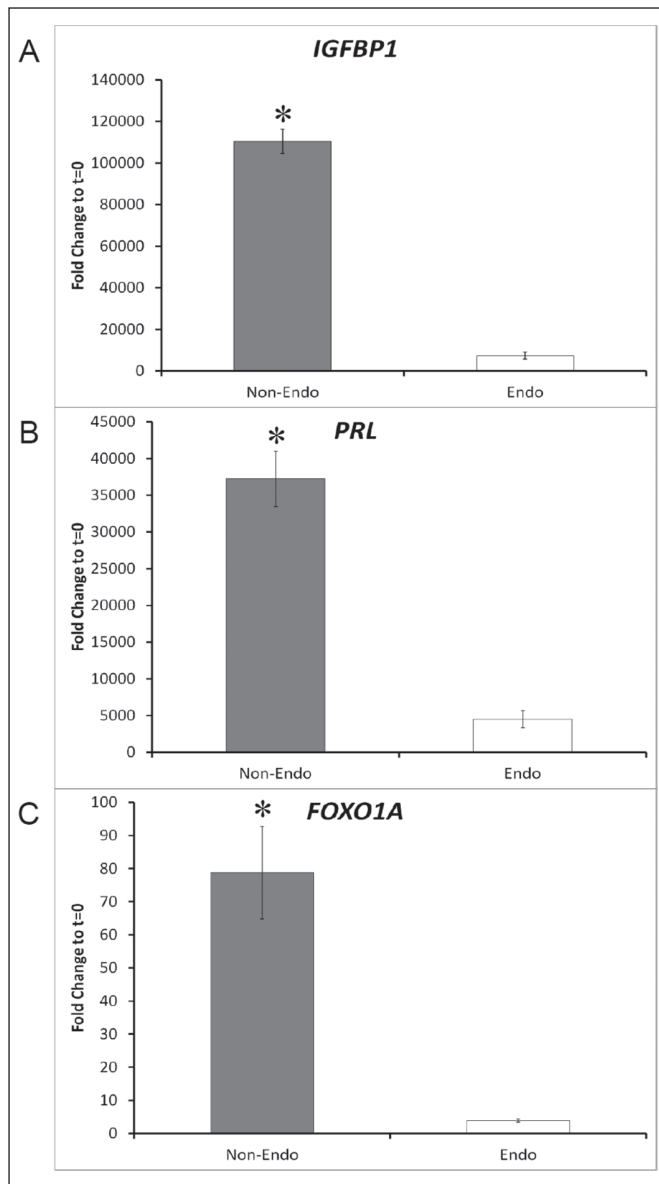 A
IGFBP1
140000
120000
100000
80000
60000
40000
20000
0
Fold Change to t=0
*
Non-Endo
Endo
B
PRL
45000
40000
35000
30000
25000
20000
15000
10000
5000
0
Fold Change to t=0
*
Non-Endo
Endo
C
FOXO1A
100
90
80
70
60
50
40
30
20
10
0
Fold Change to t=0
*
Non-Endo
Endo